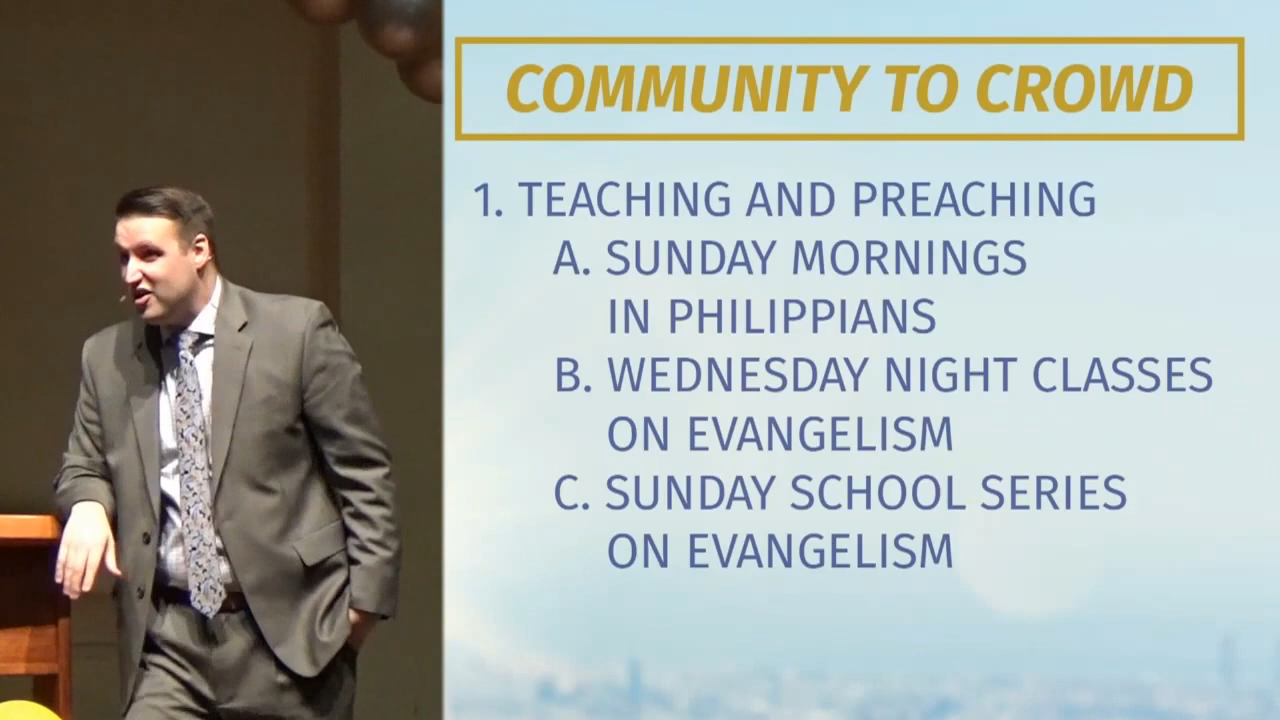 COMMUNITY TO CROWD
1. TEACHING AND PREACHING
A. SUNDAY MORNINGS
IN PHILIPPIANS
B. WEDNESDAY NIGHT CLASSES
ON EVANGELISM
C. SUNDAY SCHOOL SERIES
ON EVANGELISM